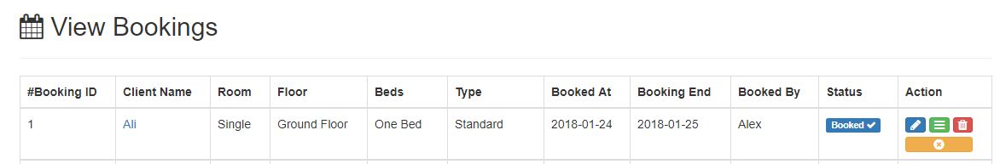 View Bookings
#Booking ID Client Name Room Floor Beds Type Booked At Booking End Booked By Status Action
1 Ali Single Ground Floor One Bed Standard 2018-01-24 2018-01-25 Alex Booked